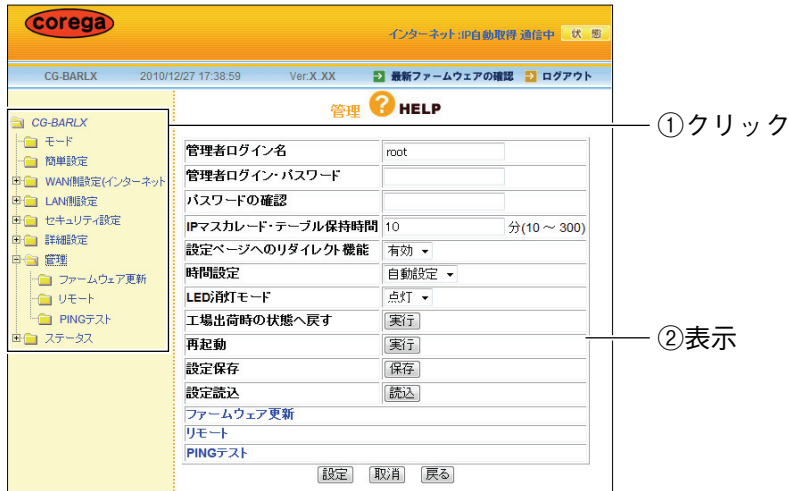 corega
インターネット:IP自動取得 通信中 状 態
CG-BARLX 2010/12/27 17:38:59 Ver.X.XX 最新ファームウェアの確認 ログアウト
管理 ? HELP
CG-BARLX
モード
簡単設定
WAN側設定(インターネット
LAN側設定
セキュリティ設定
詳細設定
管理
ファームウェア更新
リモート
PINGテスト
ステータス
管理者ログイン名 root
管理者ログイン・パスワード
パスワードの確認
IPマスカレード・テーブル保持時間 10 分(10 ～ 300)
設定ページへのリダイレクト機能 有効
時間設定 自動設定
LED消灯モード 点灯
工場出荷時の状態へ戻す 実行
再起動 実行
設定保存 保存
設定読込 読込
ファームウェア更新
リモート
PINGテスト
設定 取消 戻る
①クリック
②表示